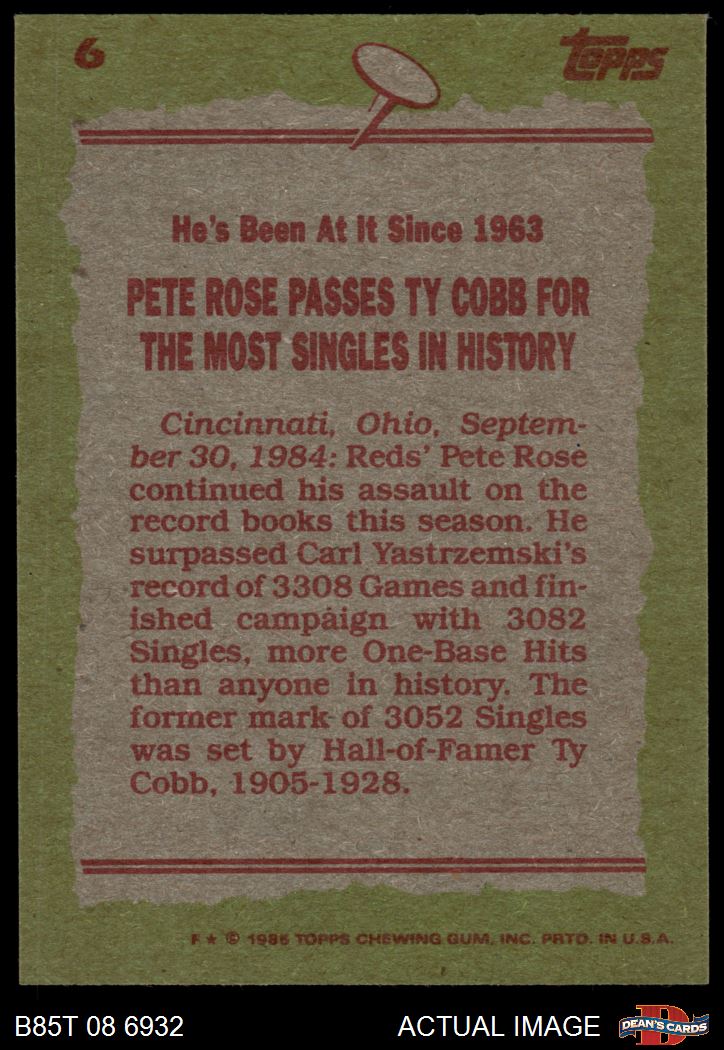 6
topps
He's Been At It Since 1963
PETE ROSE PASSES TY COBB FOR
THE MOST SINGLES IN HISTORY
Cincinnati, Ohio, Septem-
ber 30, 1984: Reds' Pete Rose
continued his assault on the
record books this season. He
surpassed Carl Yastrzemski's
record of 3308 Games and fin-
ished campaign with 3082
Singles, more One-Base Hits
than anyone in history. The
former mark of 3052 Singles
was set by Hall-of-Famer Ty
Cobb, 1905-1928.
F ★ © 1985 TOPPS CHEWING GUM, INC. PRTD. IN U.S.A.
B85T 08 6932
ACTUAL IMAGE
D
DEAN'S CARDS